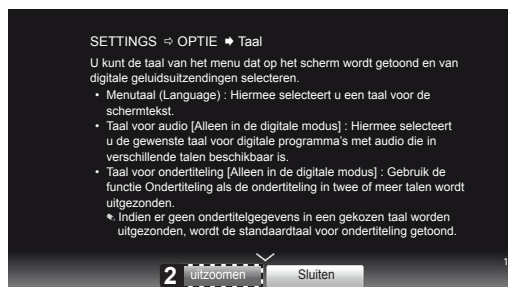 SETTINGS ⇨ OPTIE ➡ Taal
U kunt de taal van het menu dat op het scherm wordt getoond en van
digitale geluidsuitzendingen selecteren.
• Menutaal (Language) : Hiermee selecteert u een taal voor de
schermtekst.
• Taal voor audio [Alleen in de digitale modus] : Hiermee selecteert
u de gewenste taal voor digitale programma's met audio die in
verschillende talen beschikbaar is.
• Taal voor ondertiteling [Alleen in de digitale modus] : Gebruik de
functie Ondertiteling als de ondertiteling in twee of meer talen wordt
uitgezonden.
✎ Indien er geen ondertitelgegevens in een gekozen taal worden
uitgezonden, wordt de standaardtaal voor ondertiteling getoond.
1
2 uitzoomen Sluiten